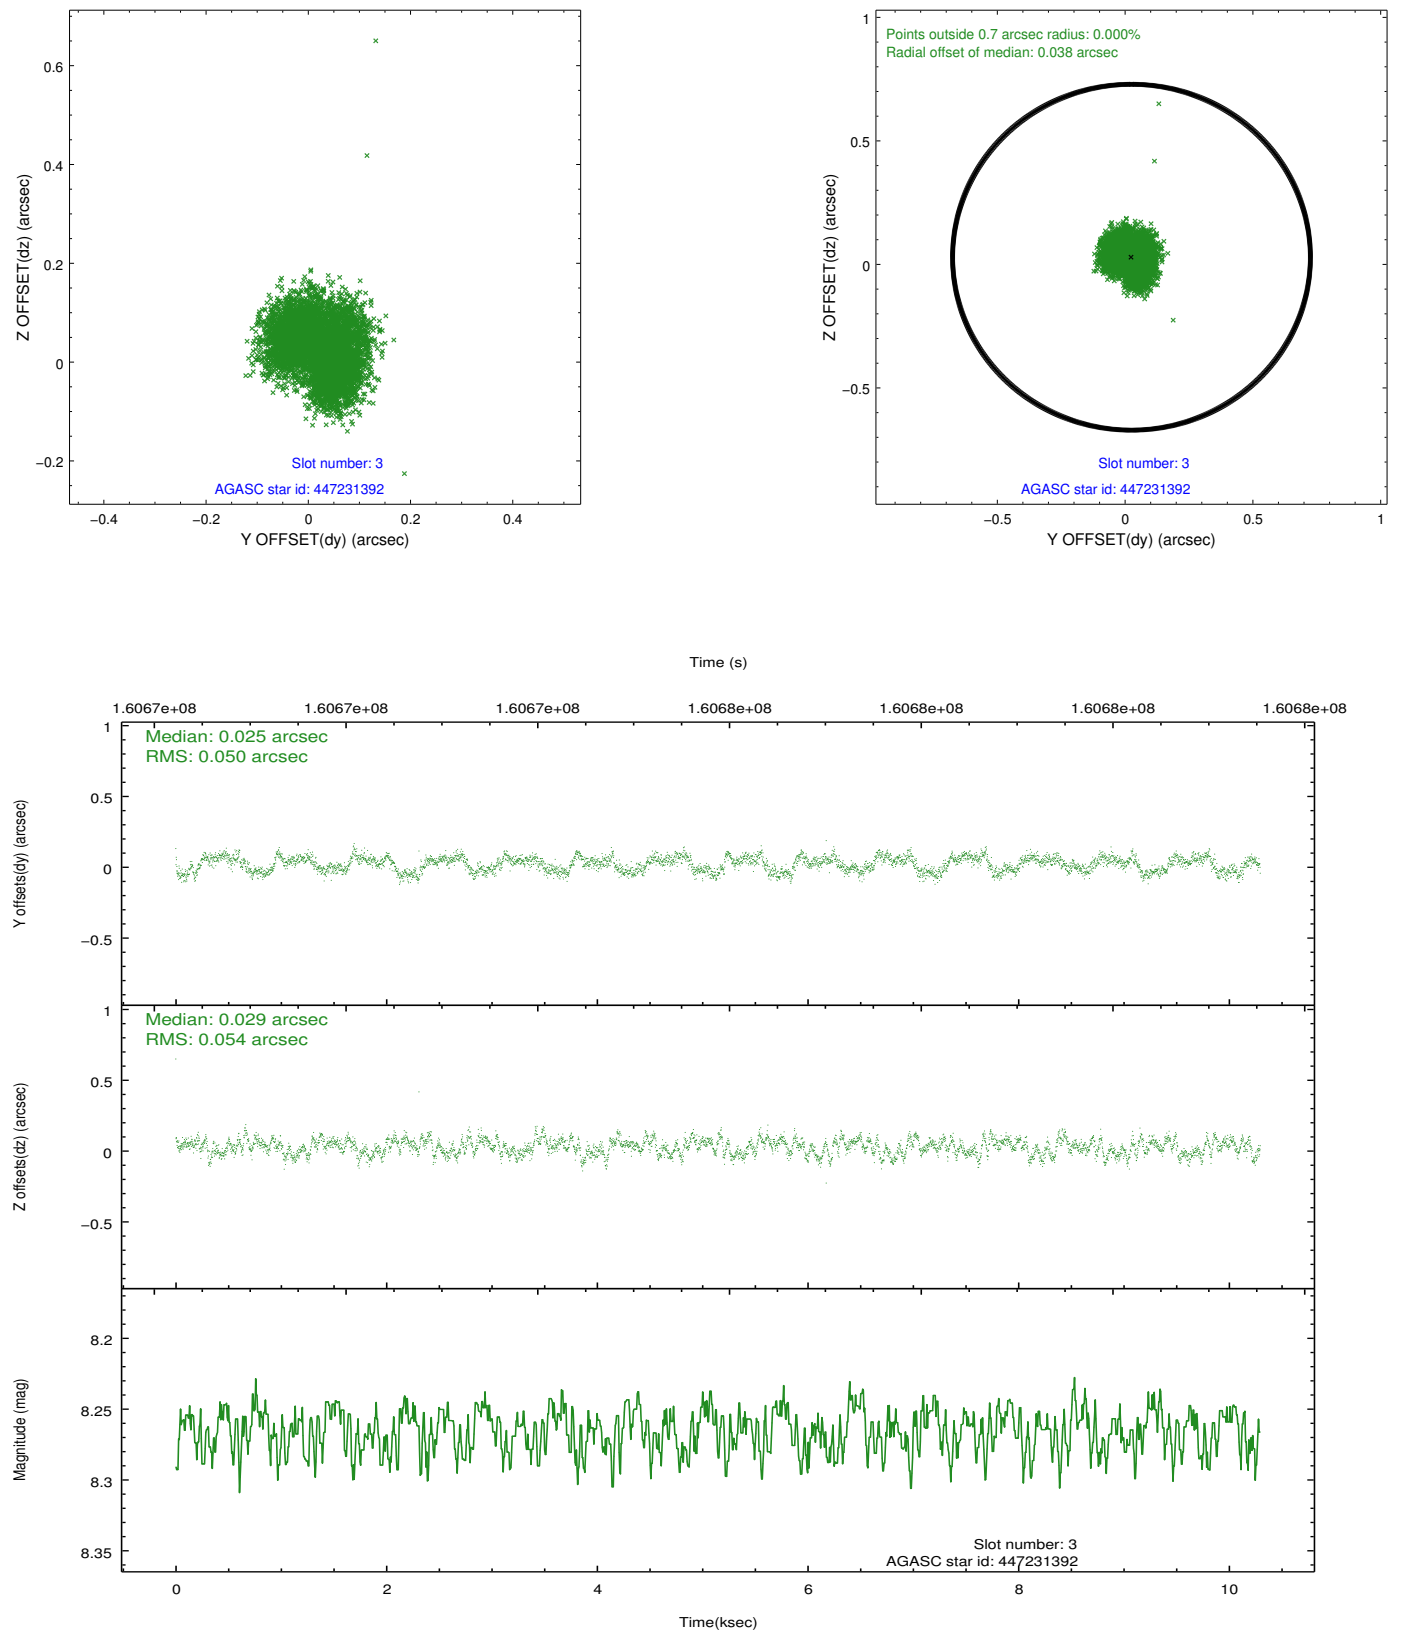 0.6
0.4
0.2
0
−0.2
−0.4
−0.2
0
0.2
0.4
Z OFFSET(dz) (arcsec)
Y OFFSET(dy) (arcsec)
Slot number: 3
AGASC star id: 447231392
Points outside 0.7 arcsec radius: 0.000%
Radial offset of median: 0.038 arcsec
1
0.5
0
−0.5
−0.5
0
0.5
1
Z OFFSET(dz) (arcsec)
Y OFFSET(dy) (arcsec)
Slot number: 3
AGASC star id: 447231392
Time (s)
1.6067e+08 1.6067e+08 1.6067e+08 1.6068e+08 1.6068e+08 1.6068e+08 1.6068e+08
Median: 0.025 arcsec
RMS: 0.050 arcsec
1
0.5
0
−0.5
Y offsets(dy) (arcsec)
Median: 0.029 arcsec
RMS: 0.054 arcsec
1
0.5
0
−0.5
Z offsets(dz) (arcsec)
8.2
8.25
8.3
8.35
Magnitude (mag)
Slot number: 3
AGASC star id: 447231392
0 2 4 6 8 10
Time(ksec)